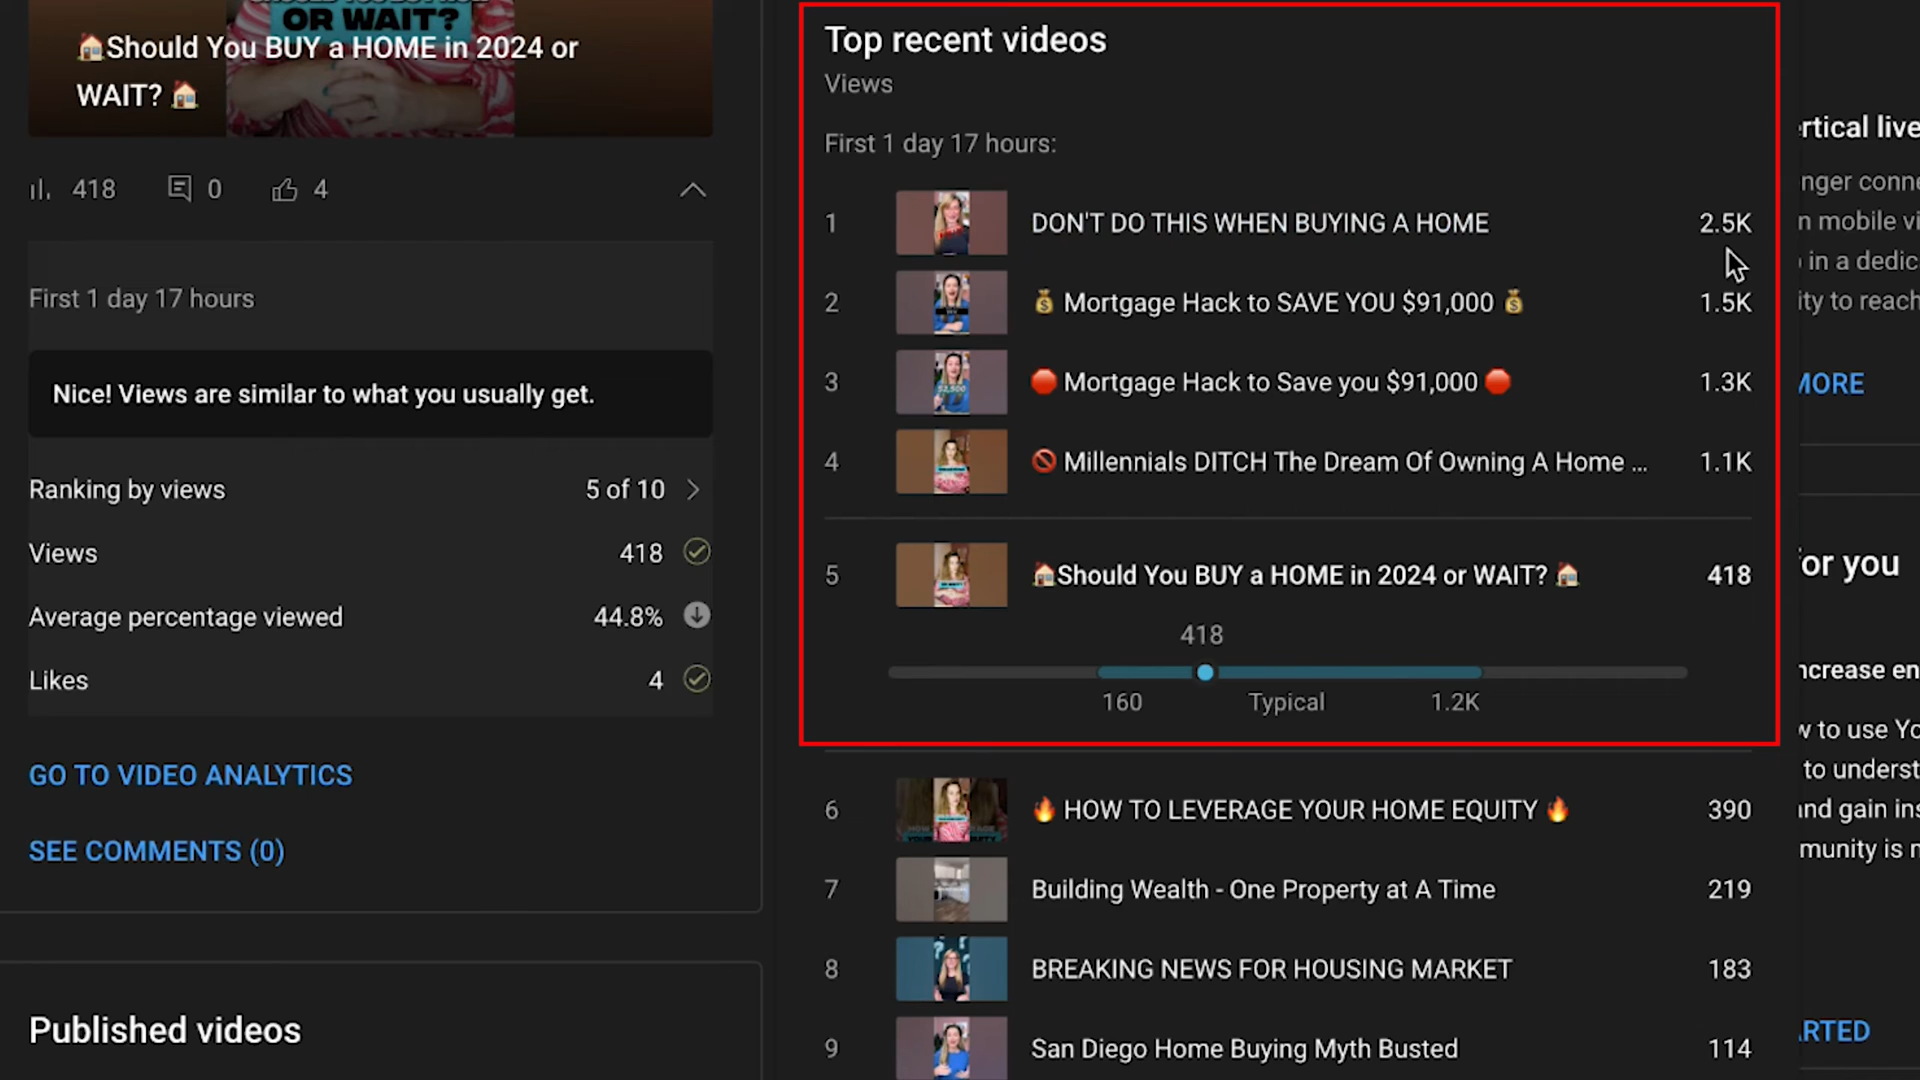 OR WAIT?
🏠Should You BUY a HOME in 2024 or
WAIT? 🏠
418 0 4
First 1 day 17 hours
Nice! Views are similar to what you usually get.
Ranking by views 5 of 10
Views 418
Average percentage viewed 44.8%
Likes 4
GO TO VIDEO ANALYTICS
SEE COMMENTS (0)
Published videos
Top recent videos
Views
First 1 day 17 hours:
1 DON'T DO THIS WHEN BUYING A HOME 2.5K
2 💰 Mortgage Hack to SAVE YOU $91,000 💰 1.5K
3 🛑 Mortgage Hack to Save you $91,000 🛑 1.3K
4 🚫 Millennials DITCH The Dream Of Owning A Home ... 1.1K
5 🏠Should You BUY a HOME in 2024 or WAIT? 🏠 418
418
160 Typical 1.2K
6 🔥 HOW TO LEVERAGE YOUR HOME EQUITY 🔥 390
7 Building Wealth - One Property at A Time 219
8 BREAKING NEWS FOR HOUSING MARKET 183
9 San Diego Home Buying Myth Busted 114
rtical live
nger conne
n mobile vi
in a dedic
ity to reach
MORE
or you
ncrease en
w to use Yo
to underst
and gain ins
munity is n
ARTED